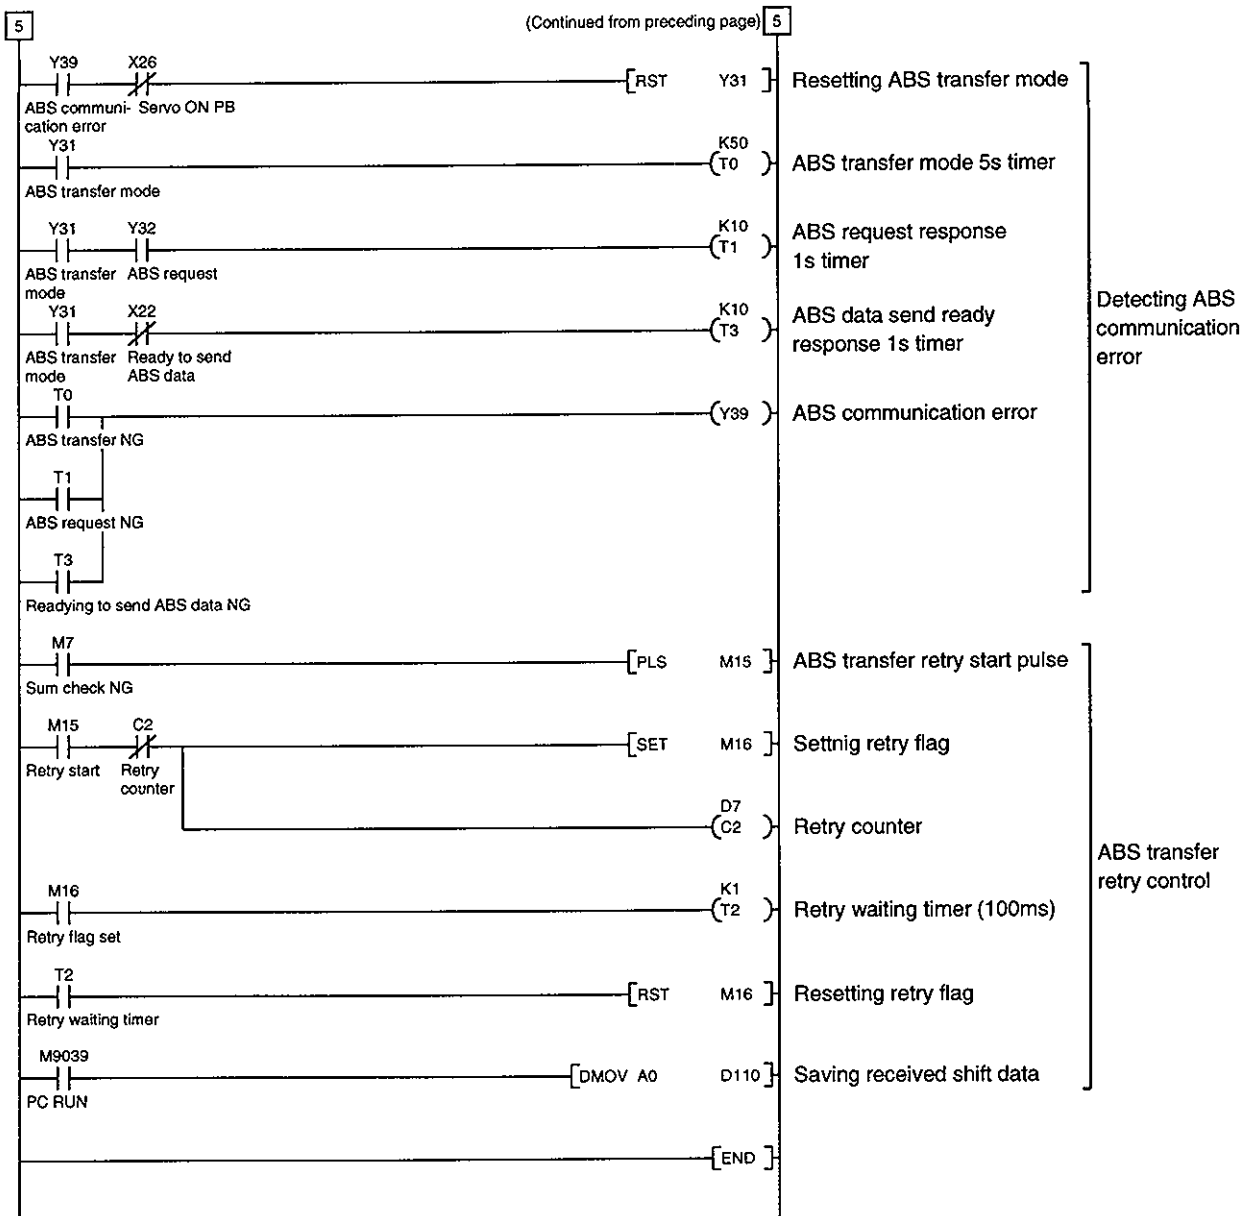 5
(Continued from preceding page) 5
Y39 X26
[RST Y31] Resetting ABS transfer mode
ABS communi- Servo ON PB
cation error
Y31
K50
(T0) ABS transfer mode 5s timer
ABS transfer mode
Y31 Y32
K10
(T1) ABS request response
1s timer
ABS transfer ABS request
mode
Y31 X22
K10
(T3) ABS data send ready
response 1s timer
ABS transfer Ready to send
mode ABS data
T0
(Y39) ABS communication error
ABS transfer NG
T1
ABS request NG
T3
Readying to send ABS data NG
Detecting ABS
communication
error
M7
[PLS M15] ABS transfer retry start pulse
Sum check NG
M15 C2
[SET M16] Settnig retry flag
Retry start Retry
counter
D7
(C2) Retry counter
M16
K1
(T2) Retry waiting timer (100ms)
Retry flag set
T2
[RST M16] Resetting retry flag
Retry waiting timer
M9039
[DMOV A0 D110] Saving received shift data
PC RUN
ABS transfer
retry control
[END]